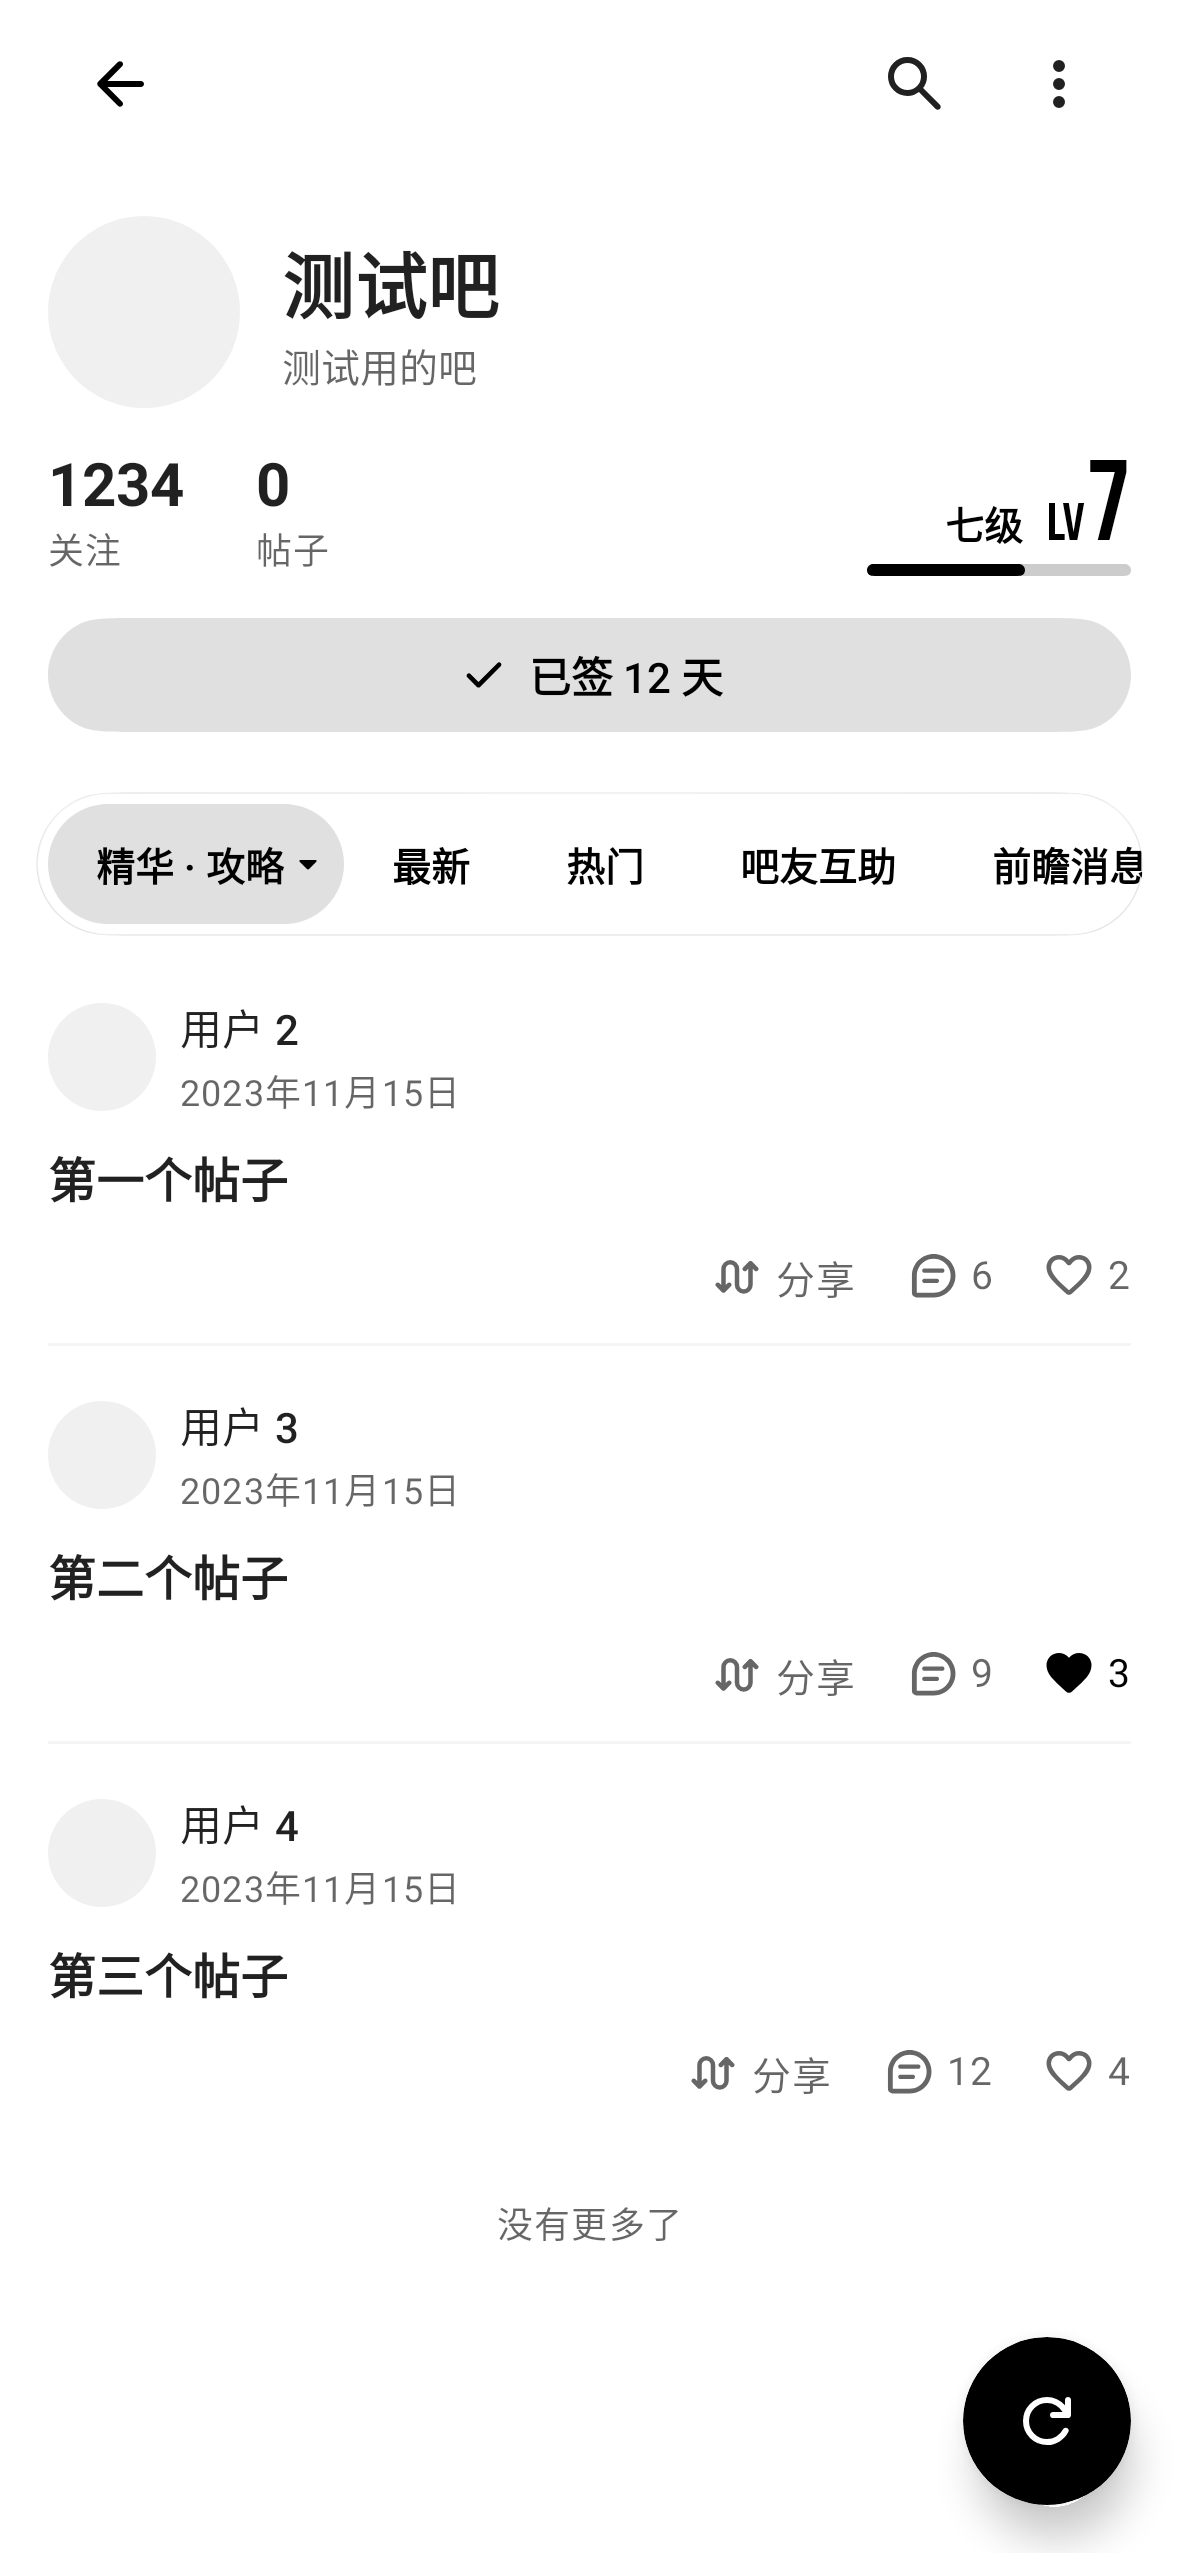 测试吧
测试用的吧
1234 0
关注 帖子
七级 LV7
已签 12 天
精华 · 攻略 最新 热门 吧友互助 前瞻消息
用户 2
2023年11月15日
第一个帖子
分享 6 2
用户 3
2023年11月15日
第二个帖子
分享 9 3
用户 4
2023年11月15日
第三个帖子
分享 12 4
没有更多了